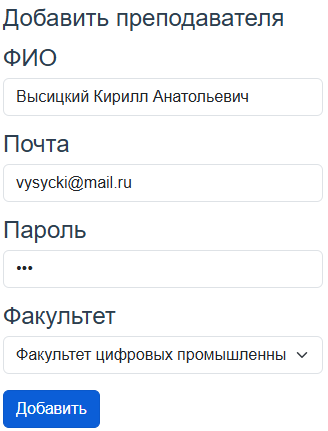 Добавить преподавателя
ФИО
Высицкий Кирилл Анатольевич
Почта
vysycki@mail.ru
Пароль
•••
Факультет
Факультет цифровых промышленны
Добавить